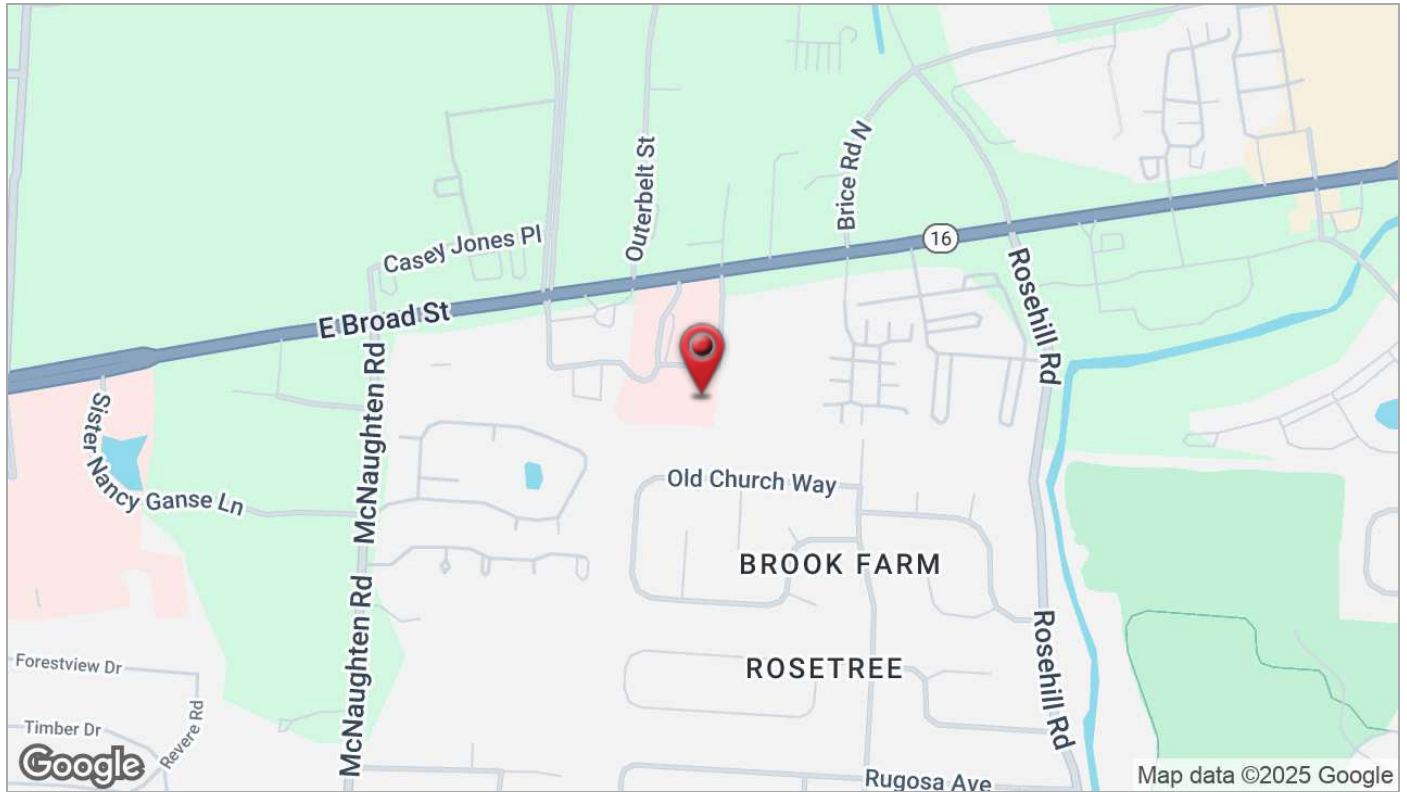 Brice Rd N
Outerbelt St
Casey Jones Pl
16
E Broad St
Rosehill Rd
McNaughten Rd
Sister Nancy Ganse Ln
McNaughten Rd
Old Church Way
BROOK FARM
ROSETREE
Rosehill Rd
Forestview Dr
Timber Dr
Revere Rd
Rugosa Ave
Google
Map data ©2025 Google